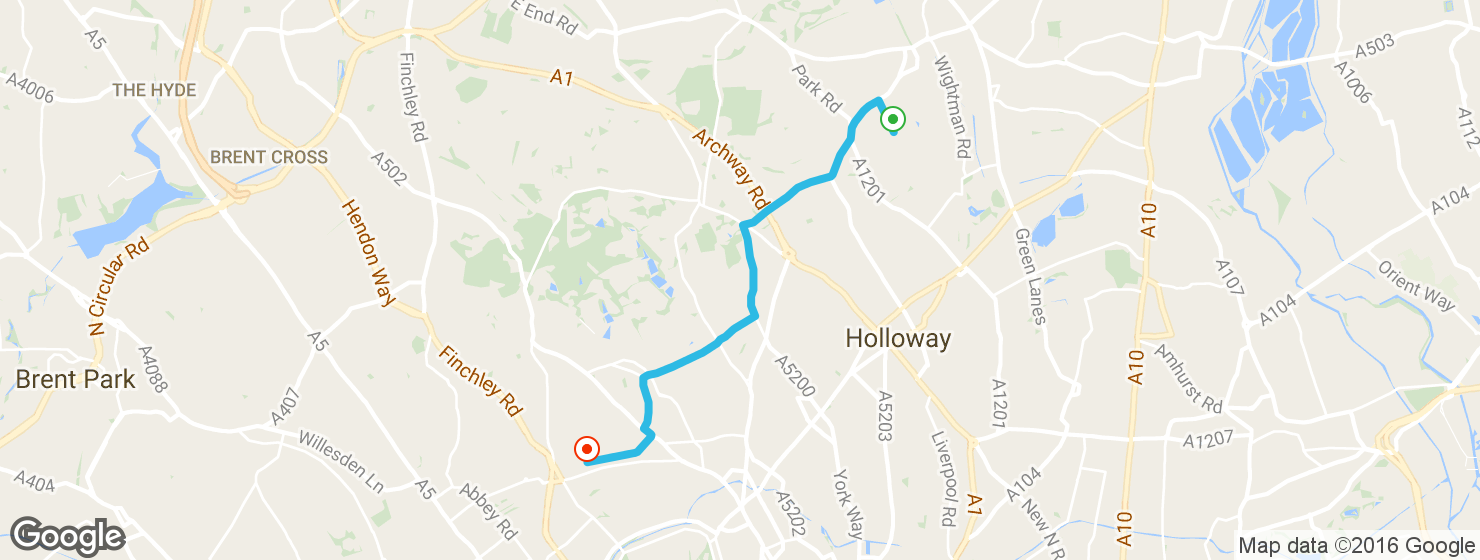 E End Rd
A503
A5
A1
Finchley Rd
Park Rd
Wightman Rd
A1006
A4006
THE HYDE
A112
BRENT CROSS
A502
Archway Rd
A1201
A104
Hendon Way
A10
Green Lanes
N Circular Rd
A107
Orient Way
A104
Holloway
A5
A4088
Brent Park
Finchley Rd
A10
Amhurst Rd
A5200
A407
A5203
A1201
Willesden Ln
Liverpool Rd
A1207
A404
A5
Abbey Rd
York Way
A104
A5202
A1
New N R
A10
Google
Map data ©2016 Google